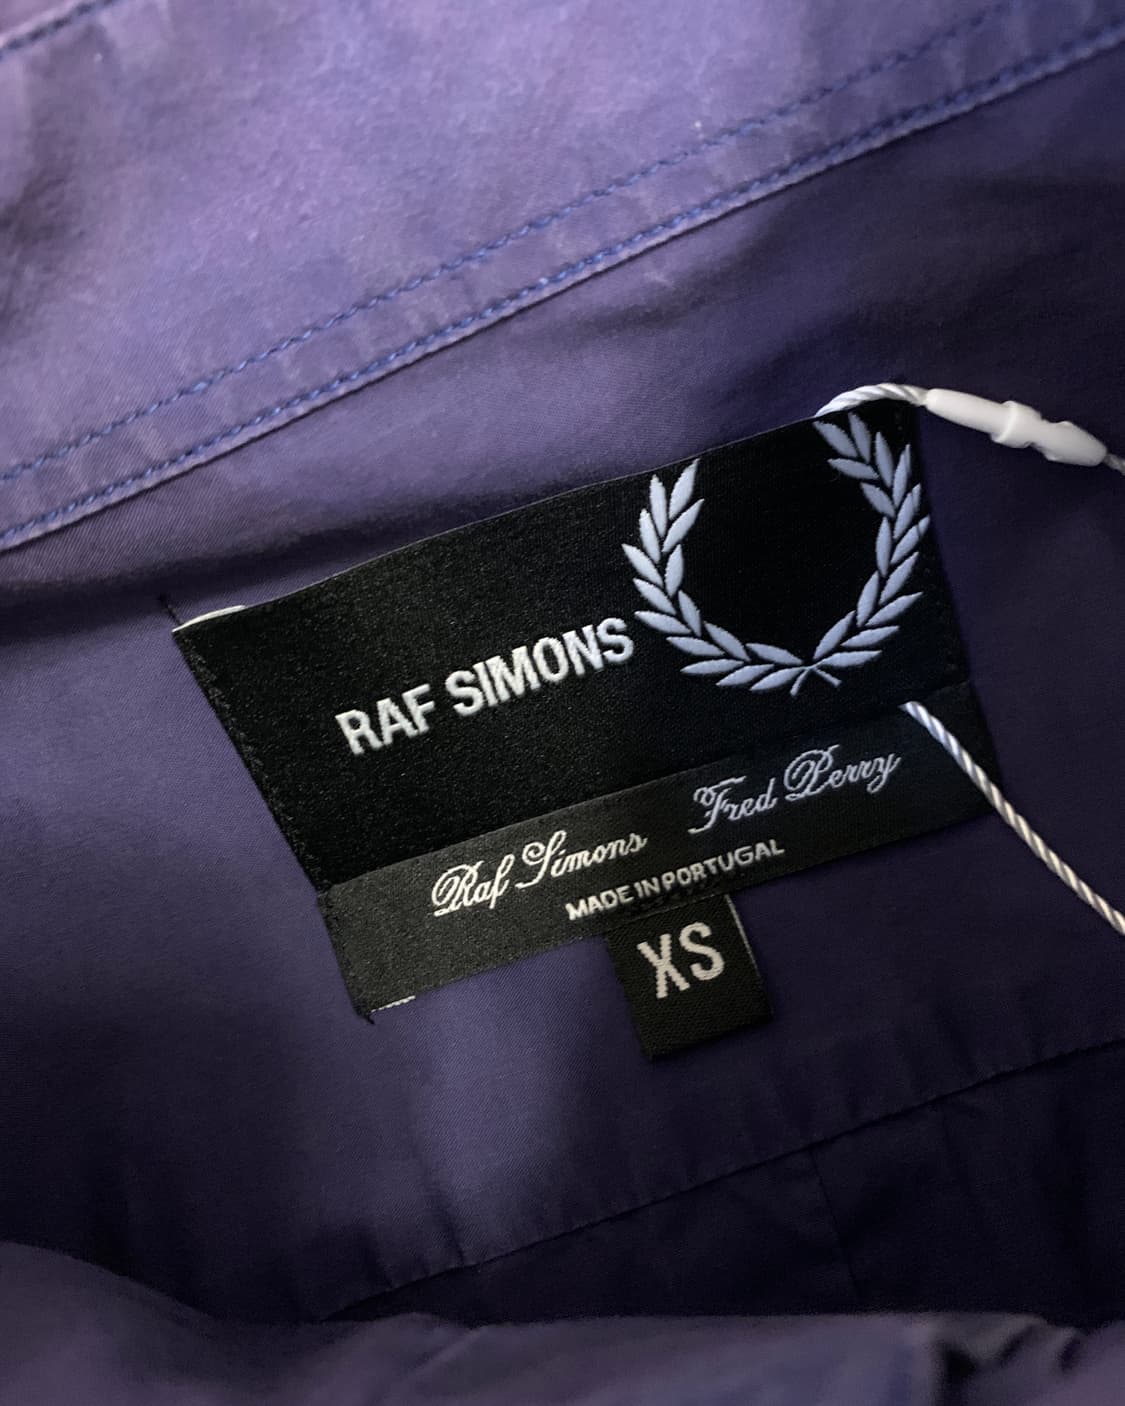 RAF SIMONS
Raf Simons Fred Perry
MADE IN PORTUGAL
XS